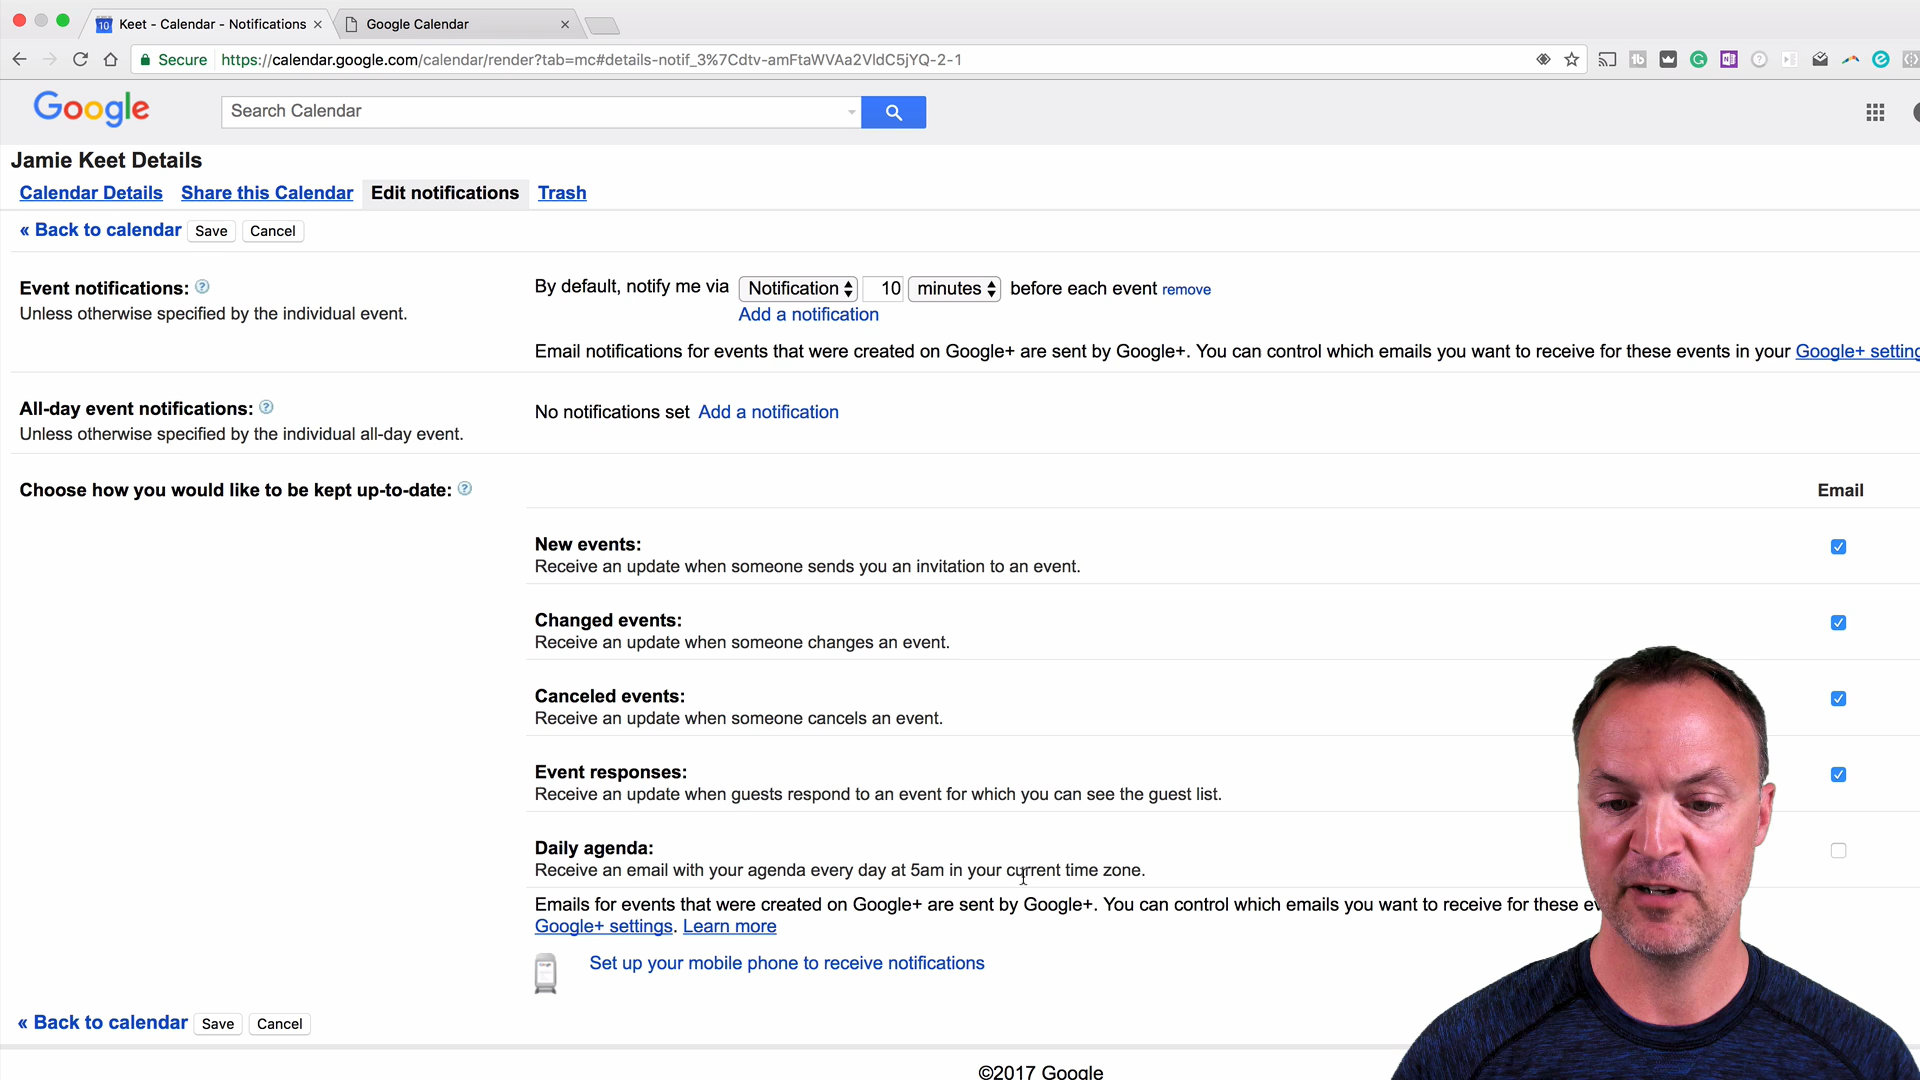 Keet - Calendar - Notifications
Google Calendar
Secure https://calendar.google.com/calendar/render?tab=mc#details-notif_3%7Cdtv-amFtaWVAa2VldC5jYQ-2-1
Google
Search Calendar
Jamie Keet Details
Calendar Details Share this Calendar Edit notifications Trash
« Back to calendar Save Cancel
Event notifications:
Unless otherwise specified by the individual event.
By default, notify me via Notification 10 minutes before each event remove
Add a notification
Email notifications for events that were created on Google+ are sent by Google+. You can control which emails you want to receive for these events in your Google+ setting
All-day event notifications:
Unless otherwise specified by the individual all-day event.
No notifications set Add a notification
Choose how you would like to be kept up-to-date:
Email
New events:
Receive an update when someone sends you an invitation to an event.
Changed events:
Receive an update when someone changes an event.
Canceled events:
Receive an update when someone cancels an event.
Event responses:
Receive an update when guests respond to an event for which you can see the guest list.
Daily agenda:
Receive an email with your agenda every day at 5am in your current time zone.
Emails for events that were created on Google+ are sent by Google+. You can control which emails you want to receive for these
Google+ settings. Learn more
Set up your mobile phone to receive notifications
« Back to calendar Save Cancel
©2017 Google